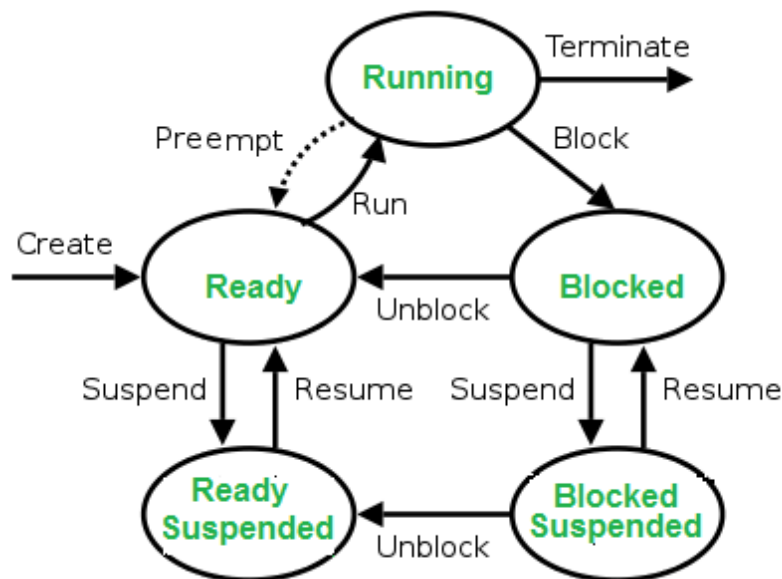 Terminate
Running
Preempt
Block
Run
Create
Ready
Blocked
Unblock
Suspend
Resume
Suspend
Resume
Ready
Suspended
Blocked
Suspended
Unblock